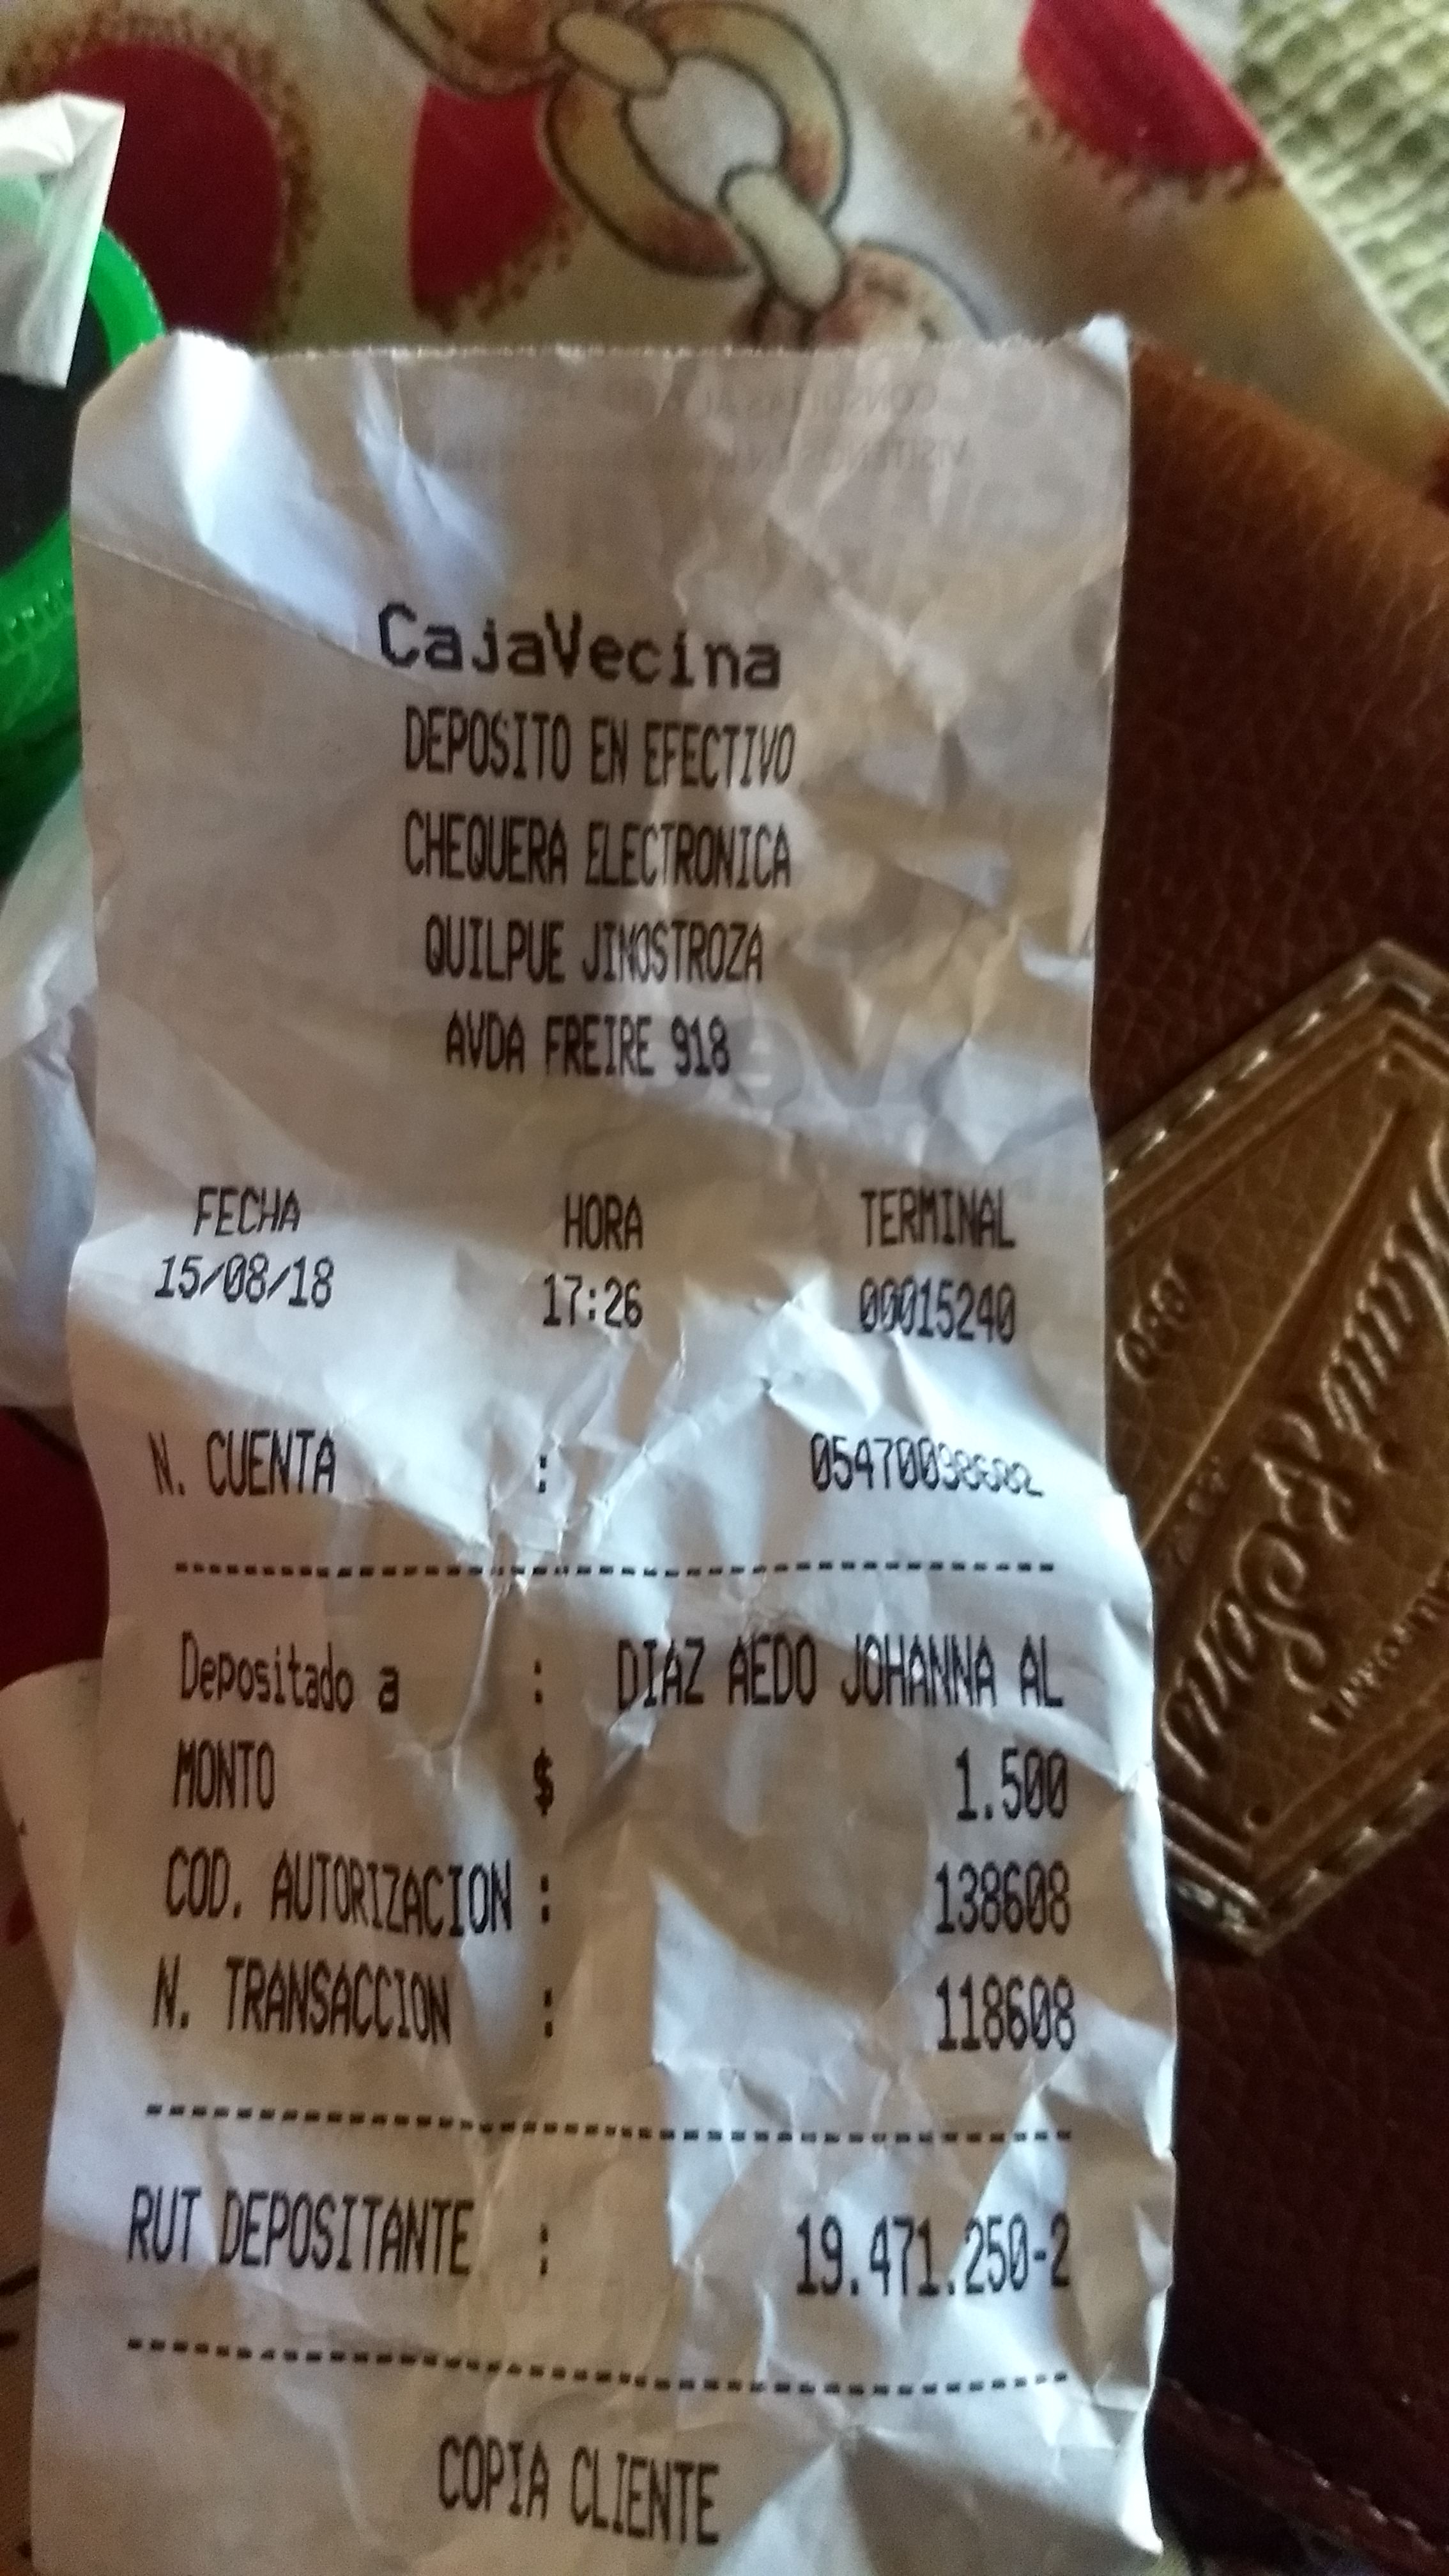 CajaVecina
DEPOSITO EN EFECTIVO
CHEQUERA ELECTRONICA
QUILPUE JINOSTROZA
AVDA FREIRE 918
FECHA HORA TERMINAL
15/08/18 17:26 00015240
N. CUENTA :
Depositado a : DIAZ AEDO JOHANNA AL
MONTO $ 1.500
COD. AUTORIZACION : 138608
N. TRANSACCION : 118608
RUT DEPOSITANTE : 19.471.250-2
COPIA CLIENTE